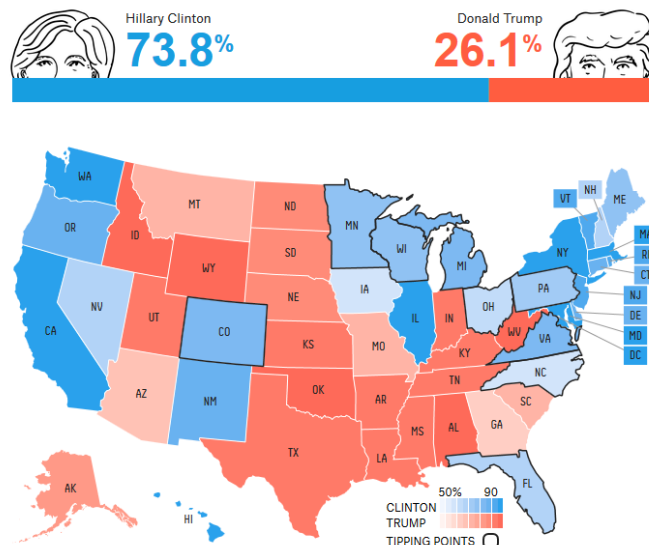 Hillary Clinton
Donald Trump
73.8%
26.1%
WA
MT
ND
MN
VT
NH
ME
OR
ID
SD
WI
MI
NY
MA
WY
IA
PA
CT
NV
NE
OH
NJ
CA
UT
CO
IL
IN
WV
VA
DE
KS
MO
KY
MD
AZ
NM
OK
AR
TN
NC
DC
TX
LA
MS
AL
GA
SC
AK
HI
FL
50%
90
CLINTON
TRUMP
TIPPING POINTS